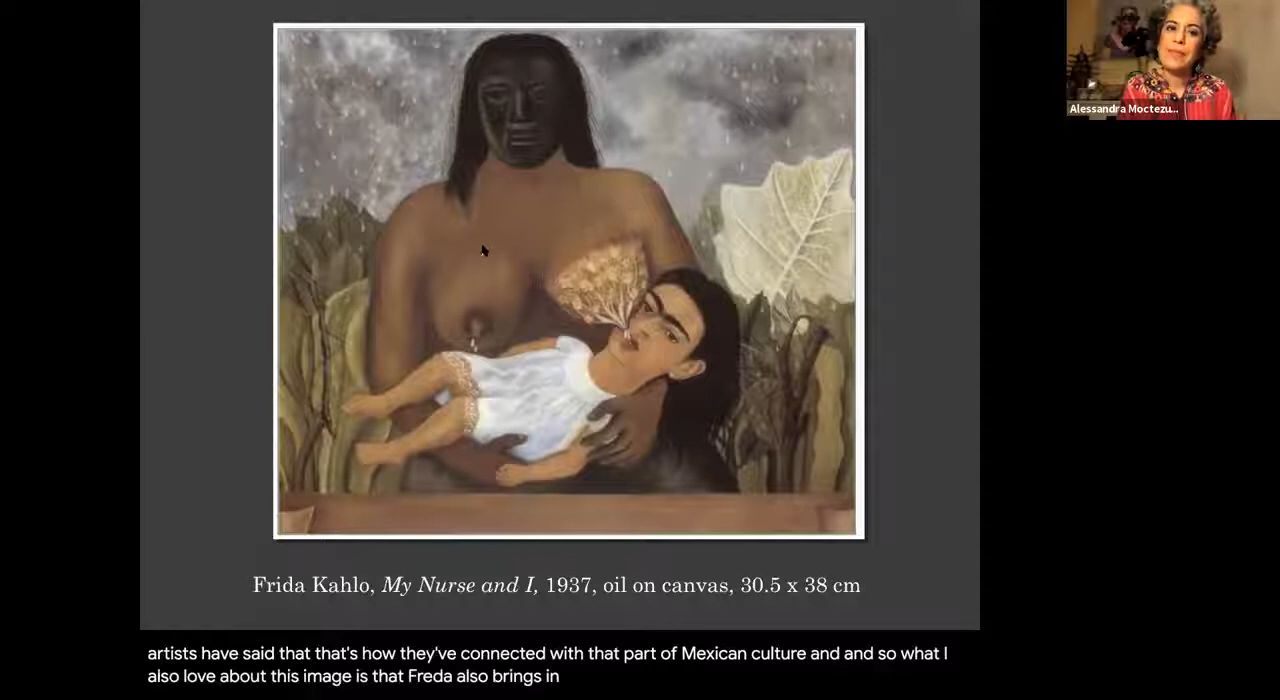 Alessandra Moctezu...
Frida Kahlo, My Nurse and I, 1937, oil on canvas, 30.5 x 38 cm
artists have said that that's how they've connected with that part of Mexican culture and and so what I
also love about this image is that Freda also brings in